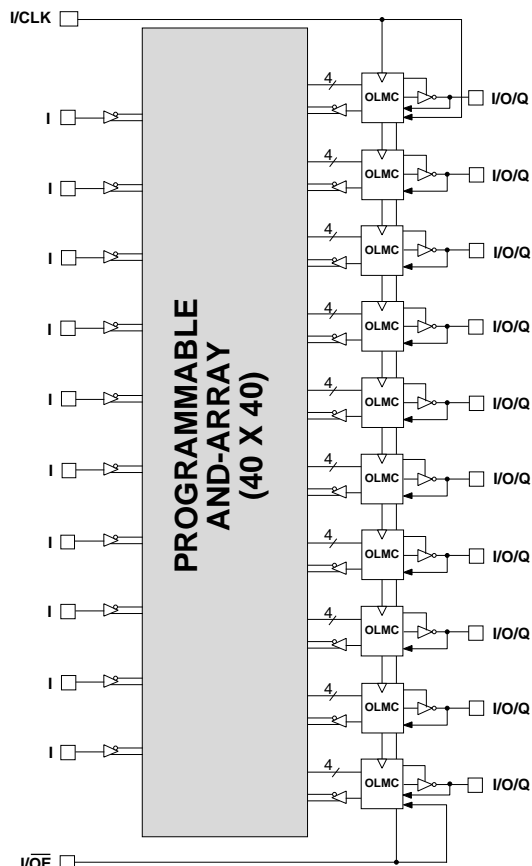 I/CLK
4
OLMC
I/O/Q
I
4
OLMC
I/O/Q
I
4
OLMC
I/O/Q
I
4
OLMC
I/O/Q
I
4
OLMC
I/O/Q
I
4
OLMC
I/O/Q
I
4
OLMC
I/O/Q
I
4
OLMC
I/O/Q
I
4
OLMC
I/O/Q
I
4
OLMC
I/O/Q
I
PROGRAMMABLE
AND-ARRAY
(40 X 40)
I/OE